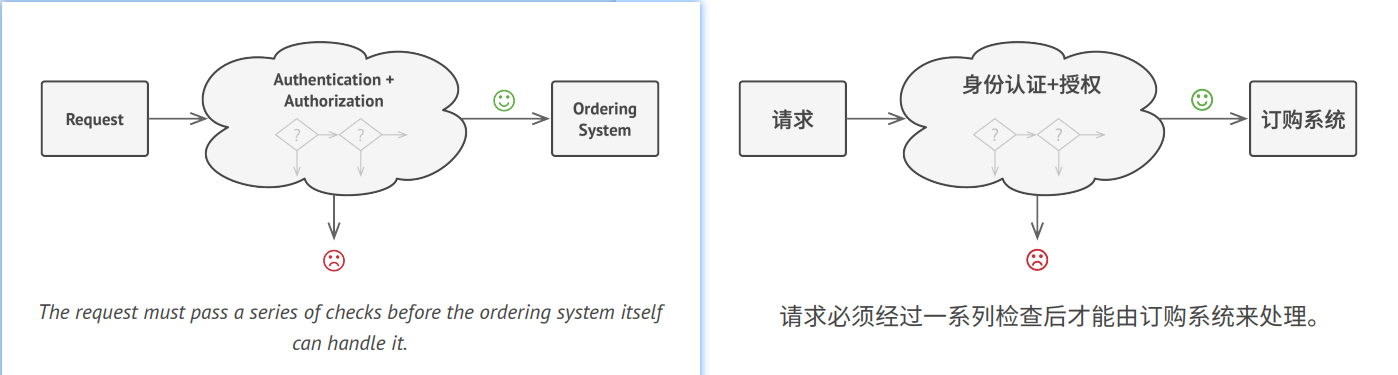 Request
Authentication +
Authorization
?
?
Ordering
System
The request must pass a series of checks before the ordering system itself
can handle it.
请求
身份认证+授权
?
?
订购系统
请求必须经过一系列检查后才能由订购系统来处理。